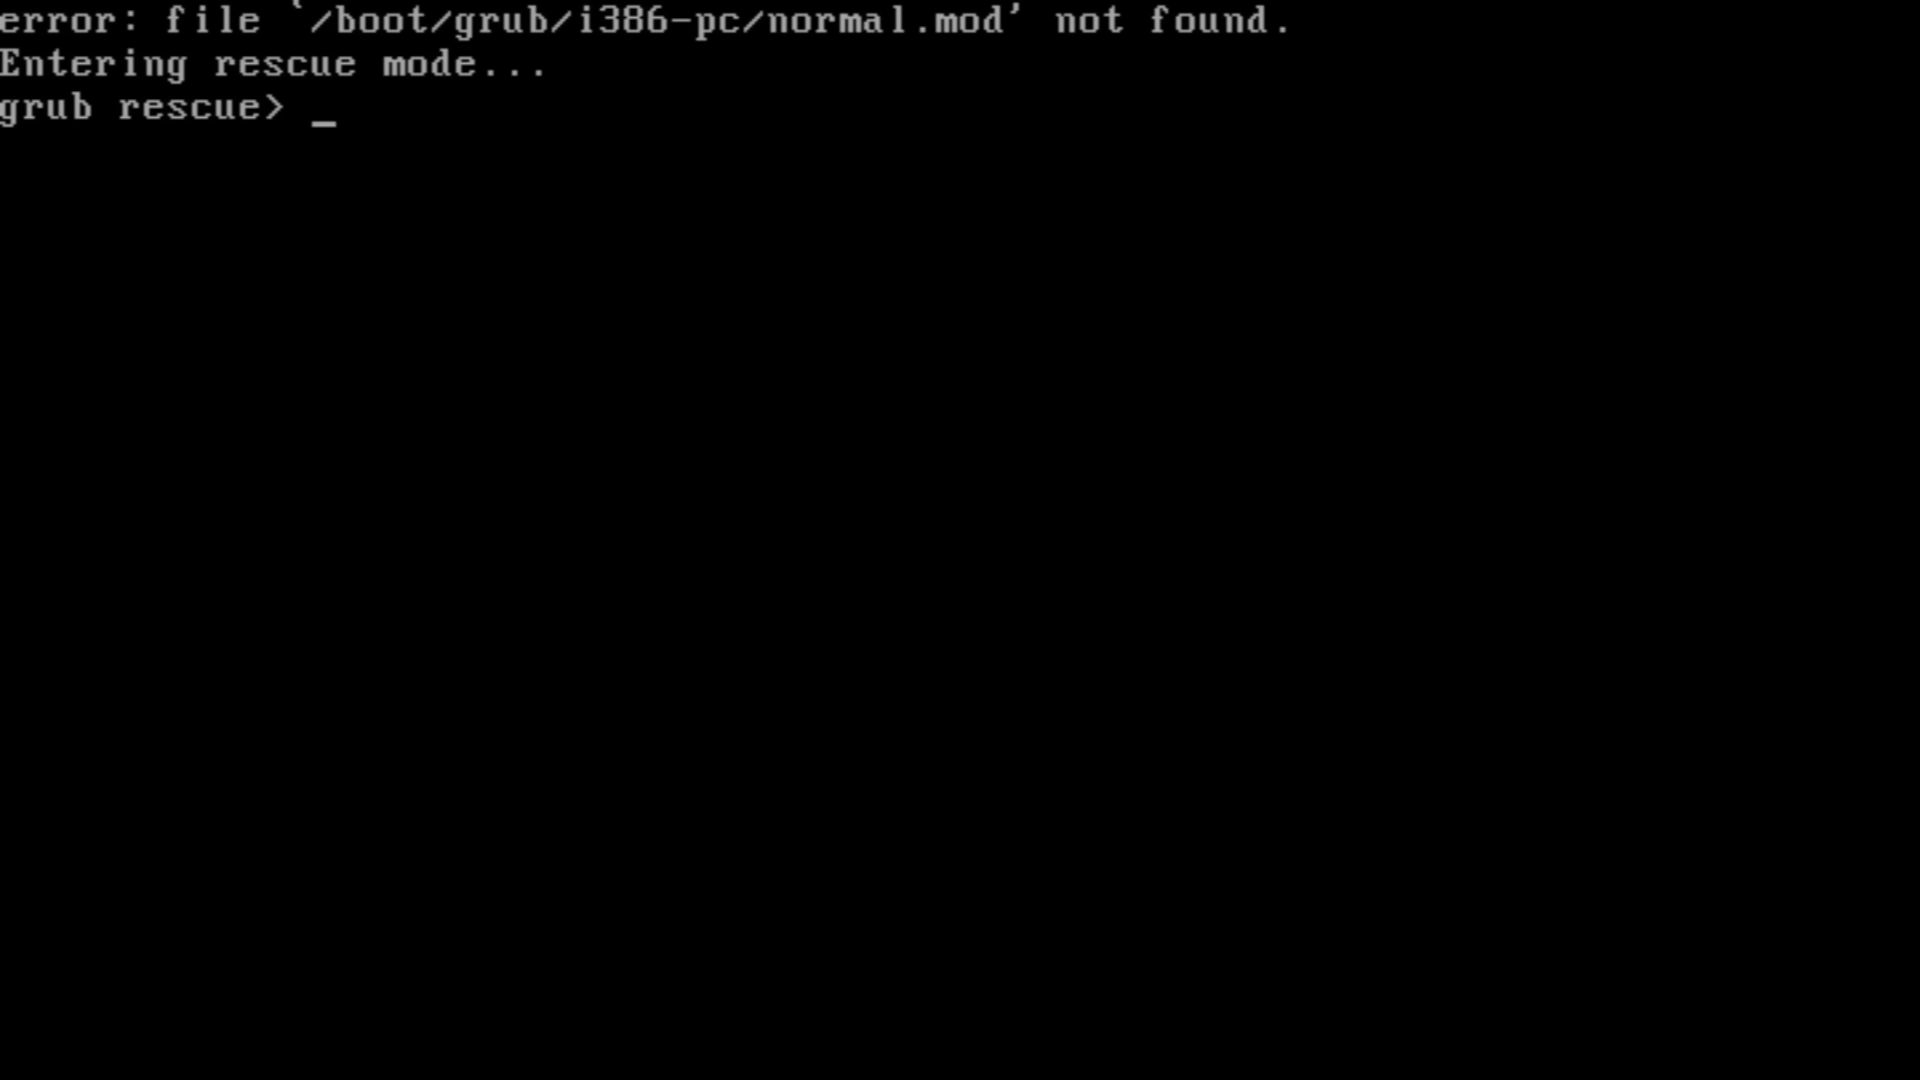 error: file `/boot/grub/i386-pc/normal.mod' not found.
Entering rescue mode...
grub rescue> _